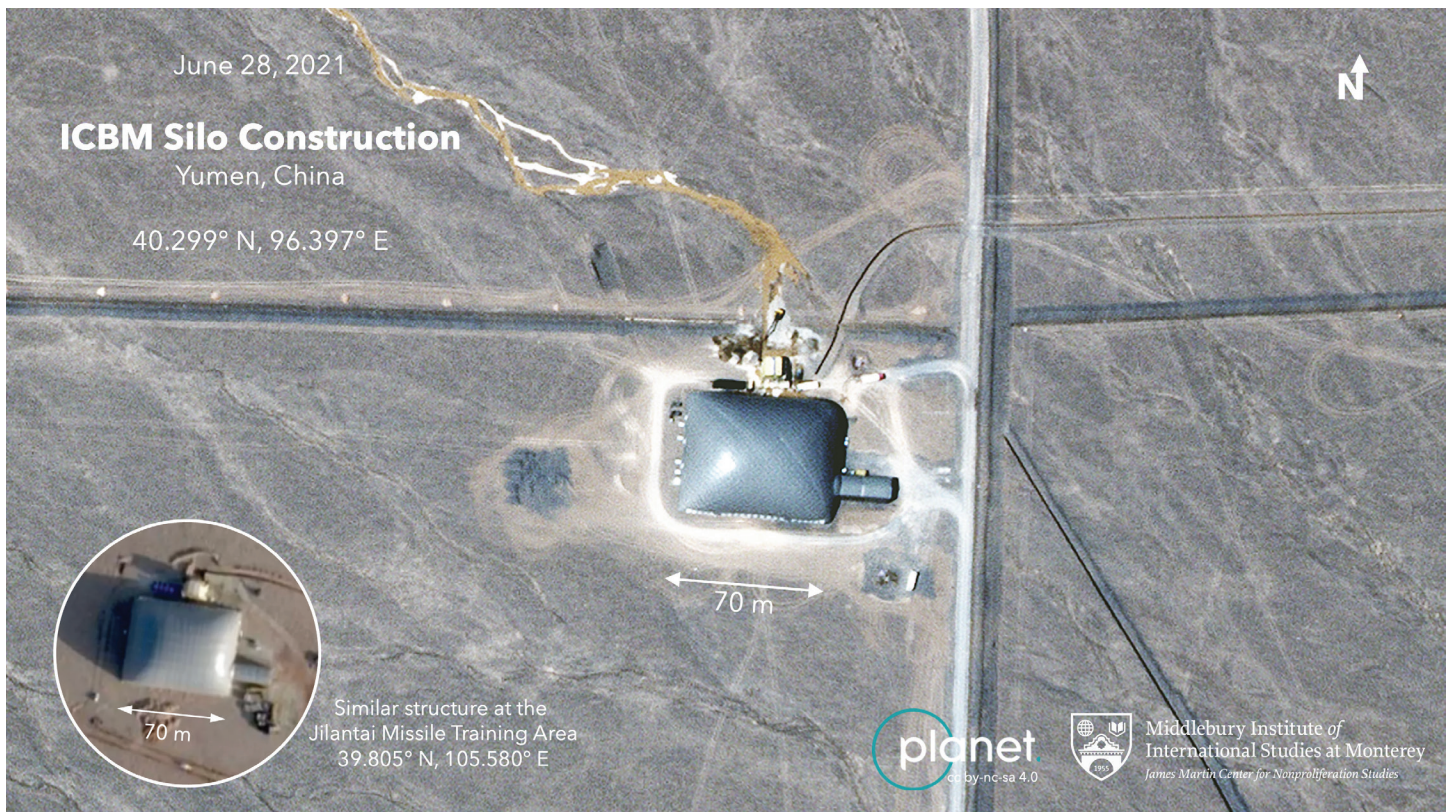 June 28, 2021
ICBM Silo Construction
Yumen, China
40.299° N, 96.397° E
N
70 m
70 m
Similar structure at the
Jilantai Missile Training Area
39.805° N, 105.580° E
planet.
cc by-nc-sa 4.0
1955
Middlebury Institute of
International Studies at Monterey
James Martin Center for Nonproliferation Studies